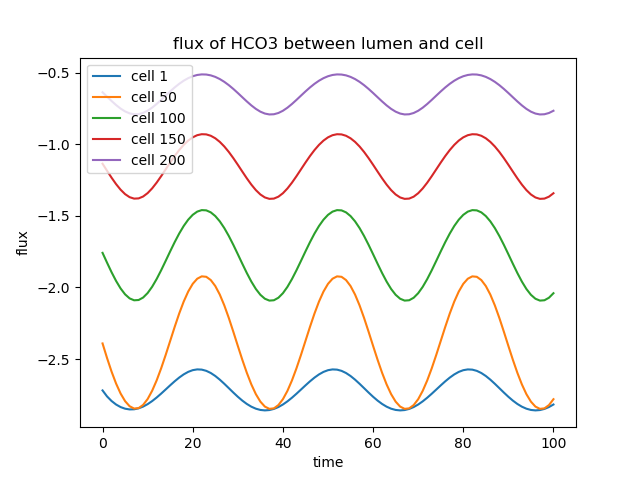 flux of HCO3 between lumen and cell
cell 1
cell 50
cell 100
cell 150
cell 200
−0.5
−1.0
−1.5
−2.0
−2.5
flux
0 20 40 60 80 100
time